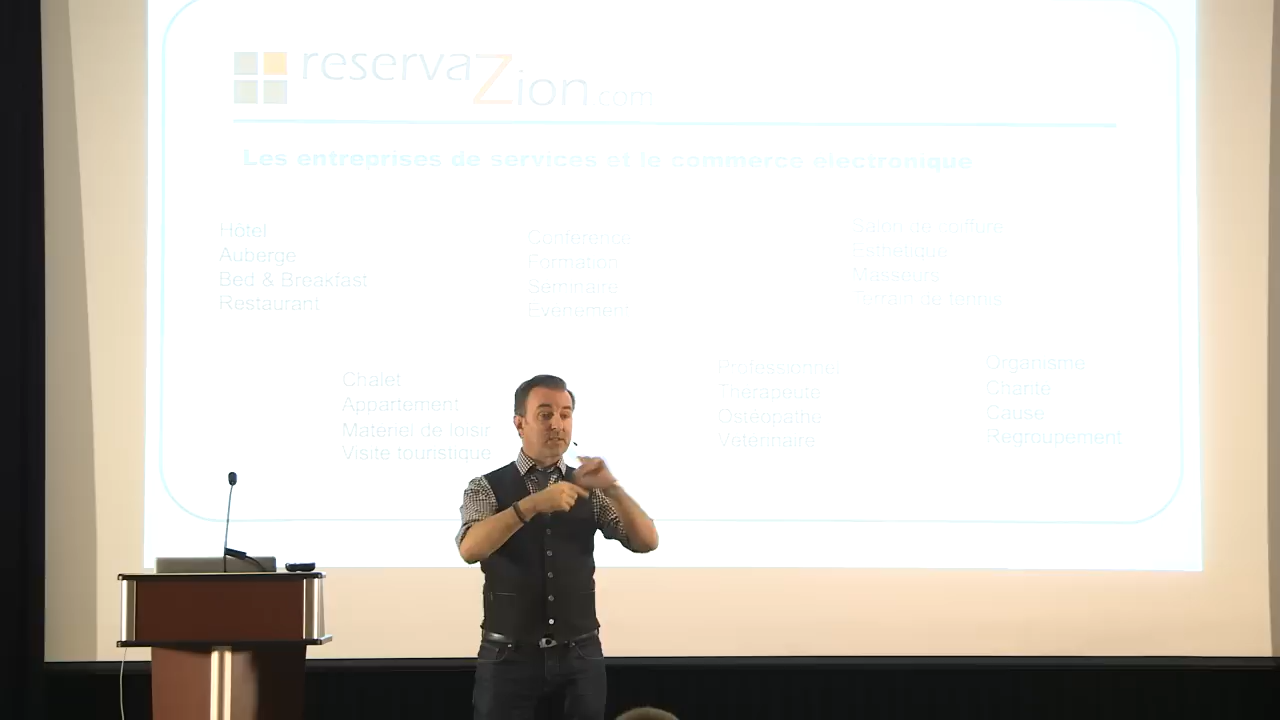 reservaZion.com
Les entreprises de services et le commerce électronique
Hôtel
Auberge
Bed & Breakfast
Restaurant
Conférence
Formation
Séminaire
Évènement
Salon de coiffure
Esthétique
Masseurs
Terrain de tennis
Chalet
Appartement
Matériel de loisir
Visite touristique
Professionnel
Thérapeute
Ostéopathe
Vétérinaire
Organisme
Charité
Cause
Regroupement